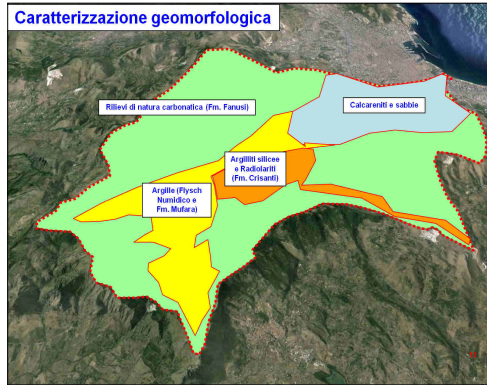 Caratterizzazione geomorfologica
Rilievi di natura carbonatica (Fm. Fanusi)
Calcareniti e sabbie
Argilliti silicee
e Radiolariti
(Fm. Crisanti)
Argille (Flysch
Numidico e
Fm. Mufara)